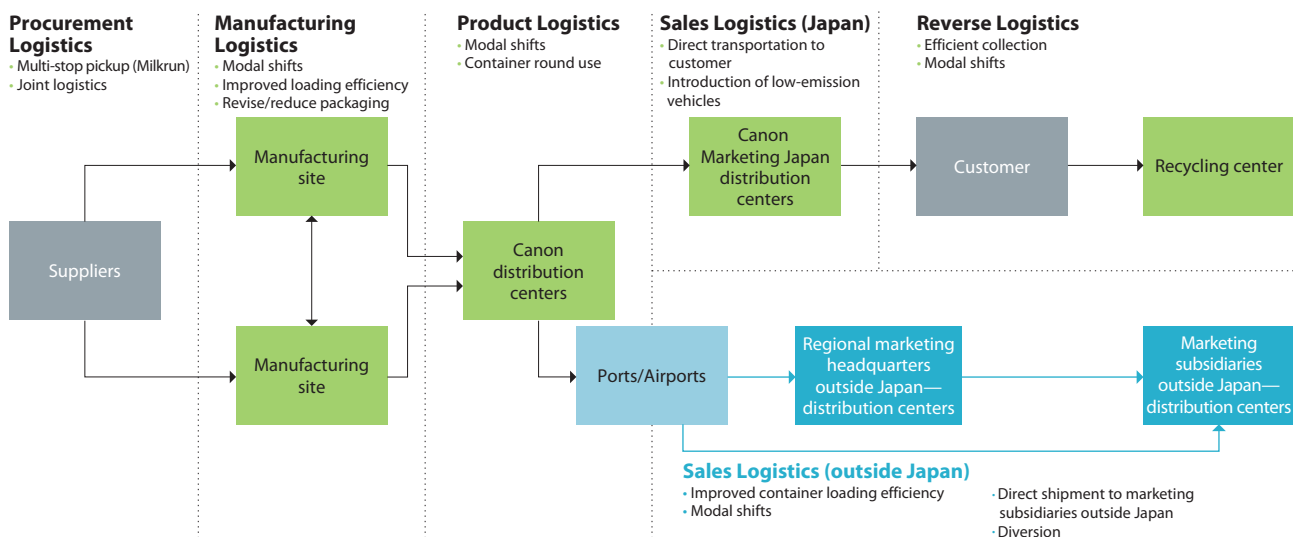 Procurement
Logistics
• Multi-stop pickup (Milkrun)
• Joint logistics
Manufacturing
Logistics
• Modal shifts
• Improved loading efficiency
• Revise/reduce packaging
Product Logistics
• Modal shifts
• Container round use
Sales Logistics (Japan)
• Direct transportation to
customer
• Introduction of low-emission
vehicles
Reverse Logistics
• Efficient collection
• Modal shifts
Suppliers
Manufacturing
site
Manufacturing
site
Canon
distribution
centers
Canon
Marketing Japan
distribution
centers
Customer
Recycling center
Ports/Airports
Regional marketing
headquarters
outside Japan—
distribution centers
Marketing
subsidiaries
outside Japan—
distribution centers
Sales Logistics (outside Japan)
• Improved container loading efficiency
• Modal shifts
• Direct shipment to marketing
subsidiaries outside Japan
• Diversion